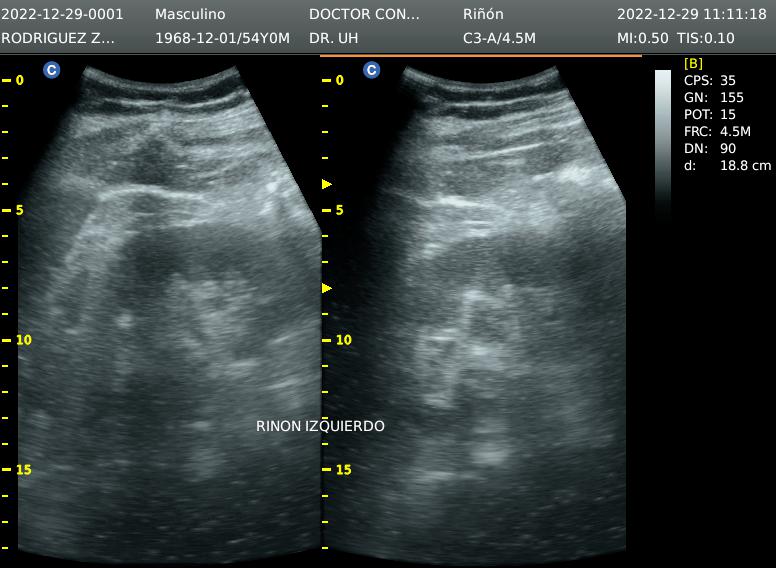 2022-12-29-0001 Masculino DOCTOR CON... Riñón 2022-12-29 11:11:18
RODRIGUEZ Z... 1968-12-01/54Y0M DR. UH C3-A/4.5M MI:0.50 TIS:0.10
C C
[B]
CPS: 35
GN: 155
POT: 15
FRC: 4.5M
DN: 90
d: 18.8 cm
0 0
5 5
10 10
RINON IZQUIERDO
15 15